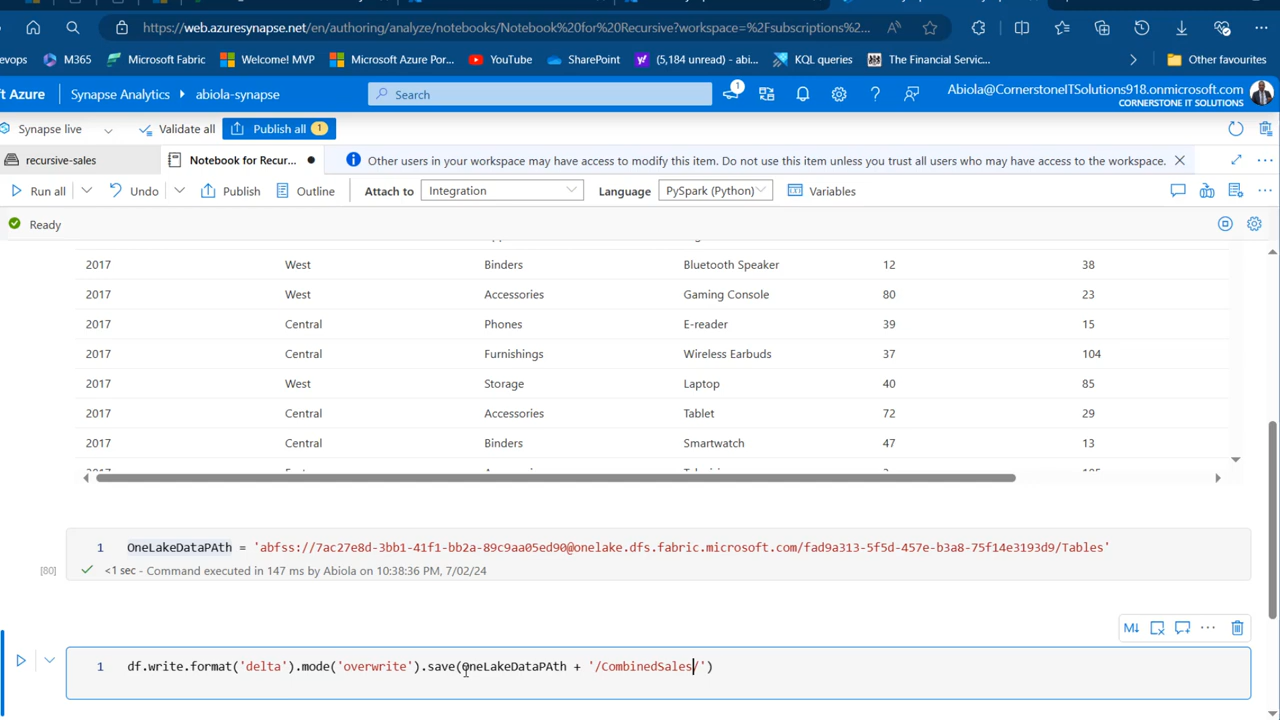 https://web.azuresynapse.net/en/authoring/analyze/notebooks/Notebook%20for%20Recursive?workspace=%2Fsubscriptions%2...
evops M365 Microsoft Fabric Welcome! MVP Microsoft Azure Por... YouTube SharePoint (5,184 unread) - abi... KQL queries The Financial Servic... Other favourites
ft Azure Synapse Analytics abiola-synapse Search 1 Abiola@CornerstoneITSolutions918.onmicrosoft.com
CORNERSTONE IT SOLUTIONS
Synapse live Validate all Publish all 1
recursive-sales Notebook for Recur... Other users in your workspace may have access to modify this item. Do not use this item unless you trust all users who may have access to the workspace.
Run all Undo Publish Outline Attach to Integration Language PySpark (Python) Variables
Ready
2017 West Binders Bluetooth Speaker 12 38
2017 West Accessories Gaming Console 80 23
2017 Central Phones E-reader 39 15
2017 Central Furnishings Wireless Earbuds 37 104
2017 West Storage Laptop 40 85
2017 Central Accessories Tablet 72 29
2017 Central Binders Smartwatch 47 13
1 OneLakeDataPAth = 'abfss://7ac27e8d-3bb1-41f1-bb2a-89c9aa05ed90@onelake.dfs.fabric.microsoft.com/fad9a313-5f5d-457e-b3a8-75f14e3193d9/Tables'
[80] <1 sec - Command executed in 147 ms by Abiola on 10:38:36 PM, 7/02/24
M↓
1 df.write.format('delta').mode('overwrite').save(OneLakeDataPAth + '/CombinedSales/')